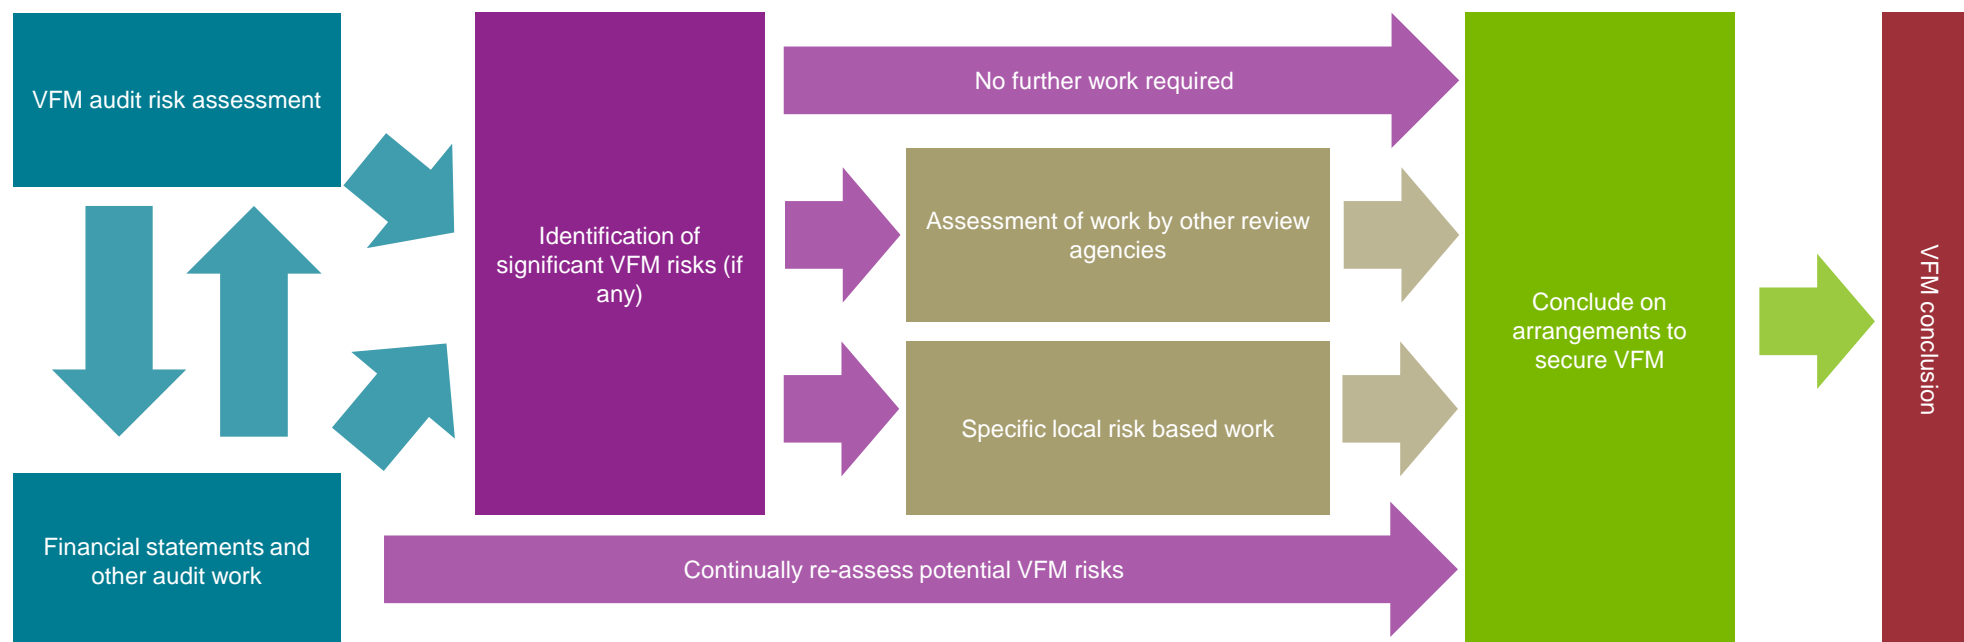 VFM audit risk assessment
Financial statements and
other audit work
Identification of
significant VFM risks (if
any)
No further work required
Assessment of work by other review
agencies
Specific local risk based work
Continually re-assess potential VFM risks
Conclude on
arrangements to
secure VFM
VFM conclusion